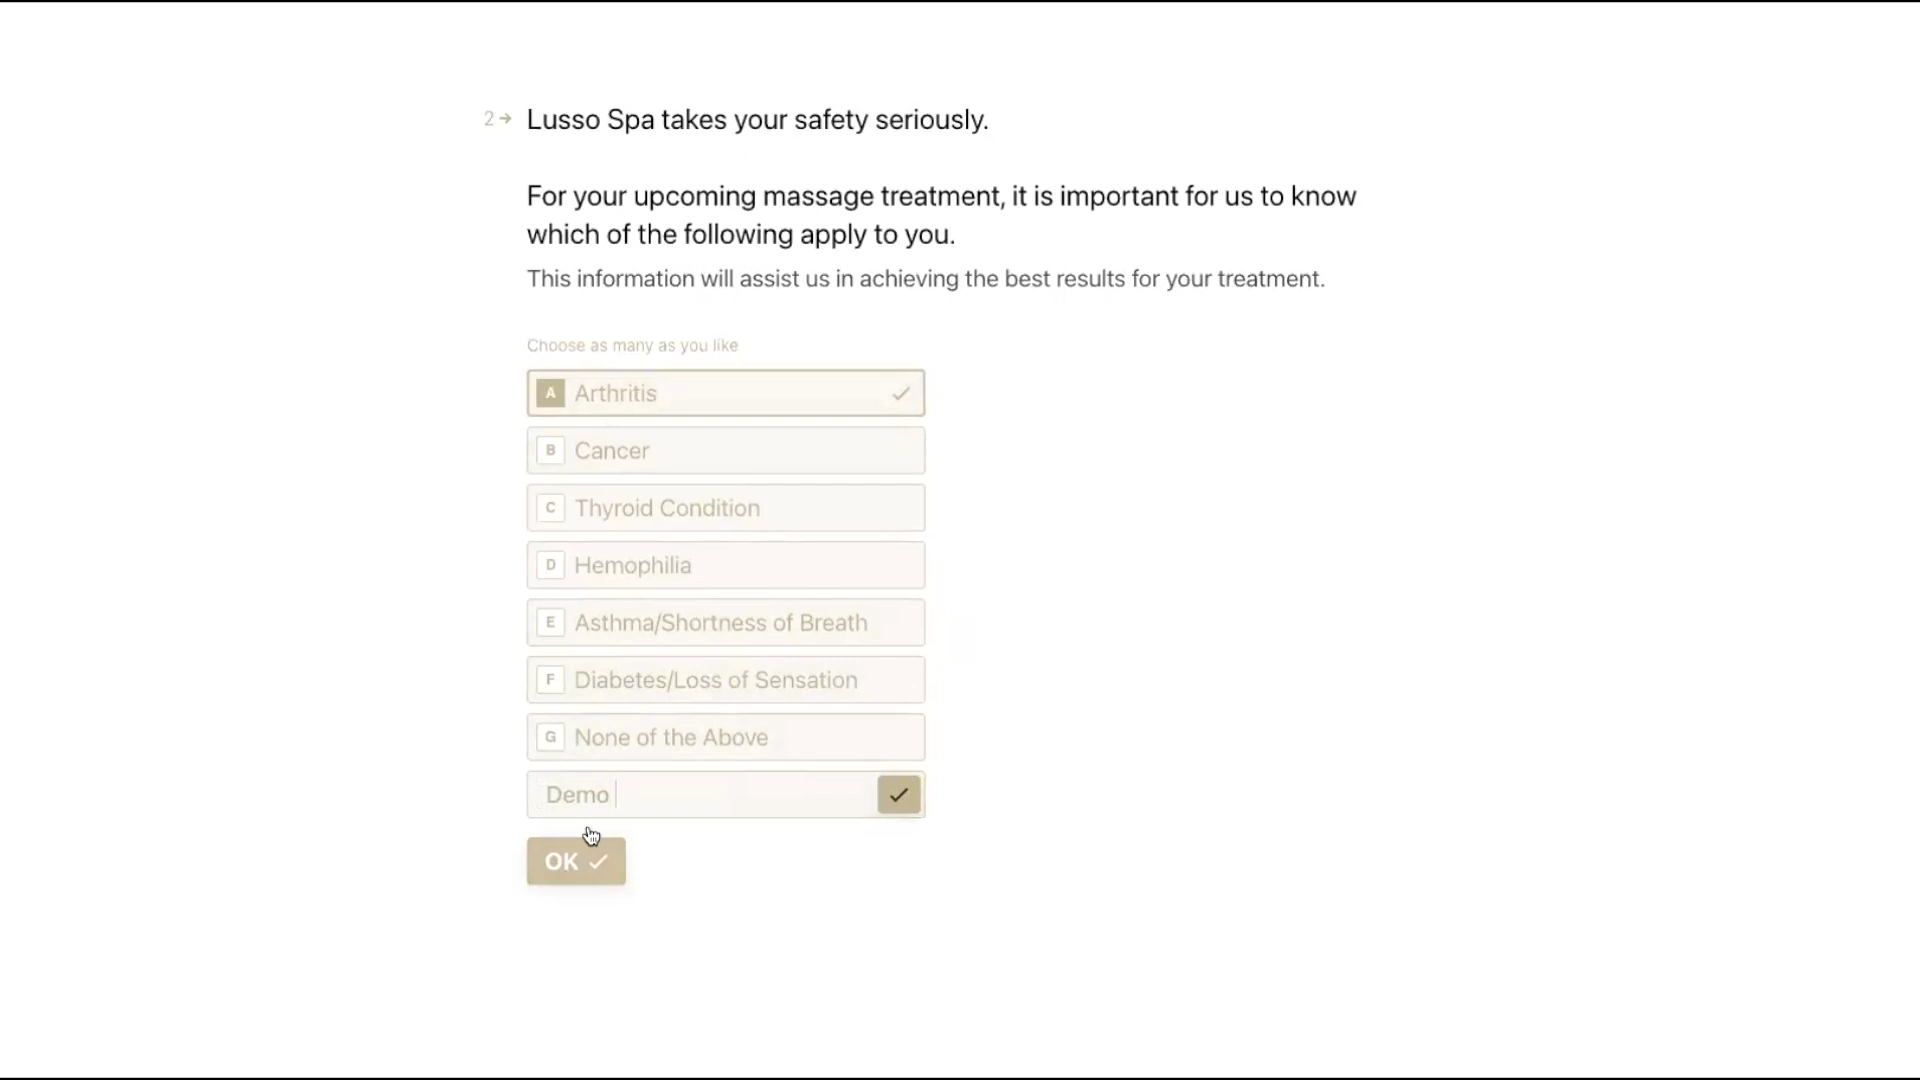 2 → Lusso Spa takes your safety seriously.
For your upcoming massage treatment, it is important for us to know
which of the following apply to you.
This information will assist us in achieving the best results for your treatment.
Choose as many as you like
A Arthritis
B Cancer
C Thyroid Condition
D Hemophilia
E Asthma/Shortness of Breath
F Diabetes/Loss of Sensation
G None of the Above
Demo
OK